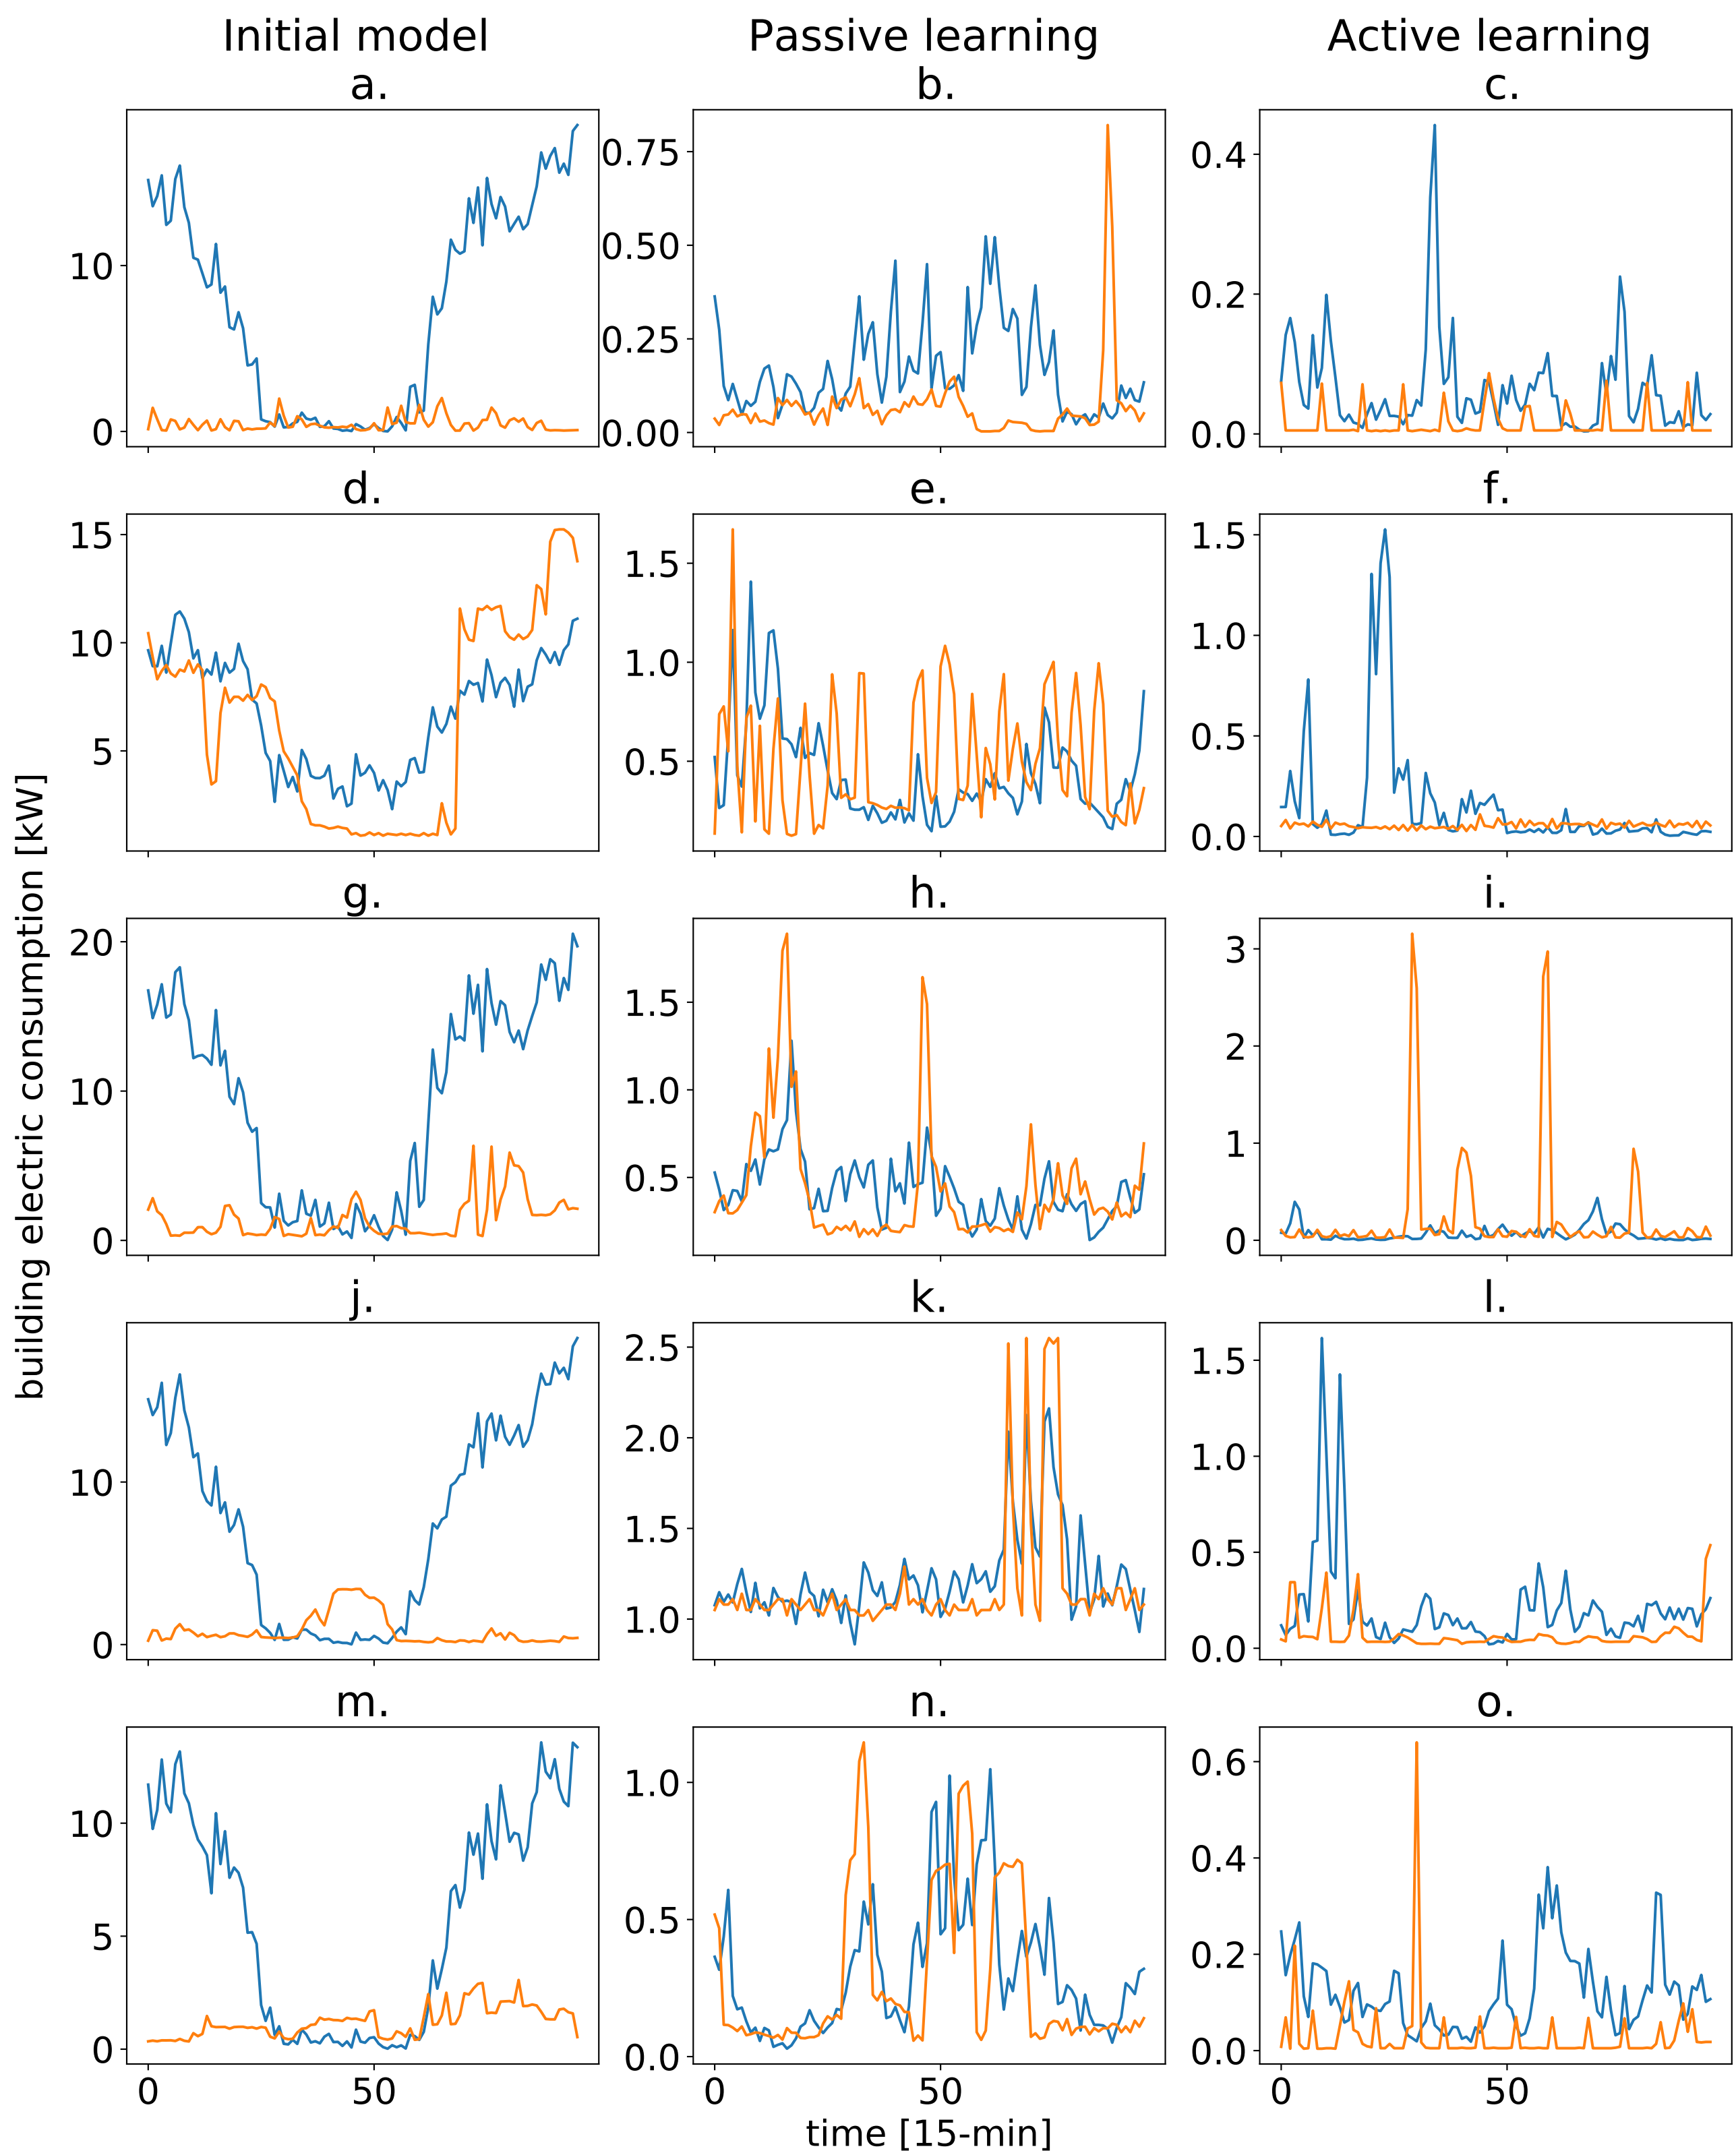 Initial model
Passive learning
Active learning
a.
b.
c.
10
0
0.75
0.50
0.25
0.00
0.4
0.2
0.0
d.
e.
f.
15
10
5
1.5
1.0
0.5
1.5
1.0
0.5
0.0
g.
h.
i.
20
10
0
1.5
1.0
0.5
3
2
1
0
building electric consumption [kW]
j.
k.
l.
10
0
2.5
2.0
1.5
1.0
1.5
1.0
0.5
0.0
m.
n.
o.
10
5
0
1.0
0.5
0.0
0.6
0.4
0.2
0.0
0 50
0 50
0 50
time [15-min]